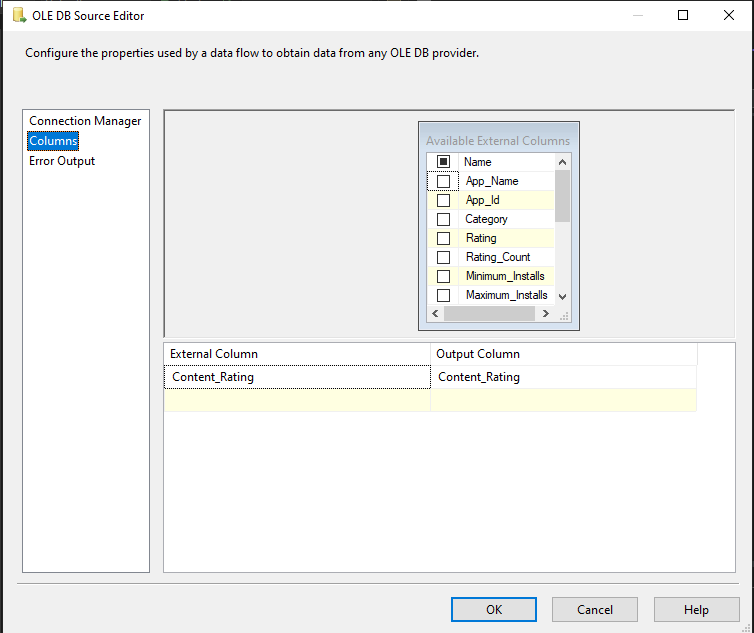 OLE DB Source Editor
Configure the properties used by a data flow to obtain data from any OLE DB provider.
Connection Manager
Columns
Error Output
Available External Columns
Name
App_Name
App_Id
Category
Rating
Rating_Count
Minimum_Installs
Maximum_Installs
External Column Output Column
Content_Rating Content_Rating
OK Cancel Help